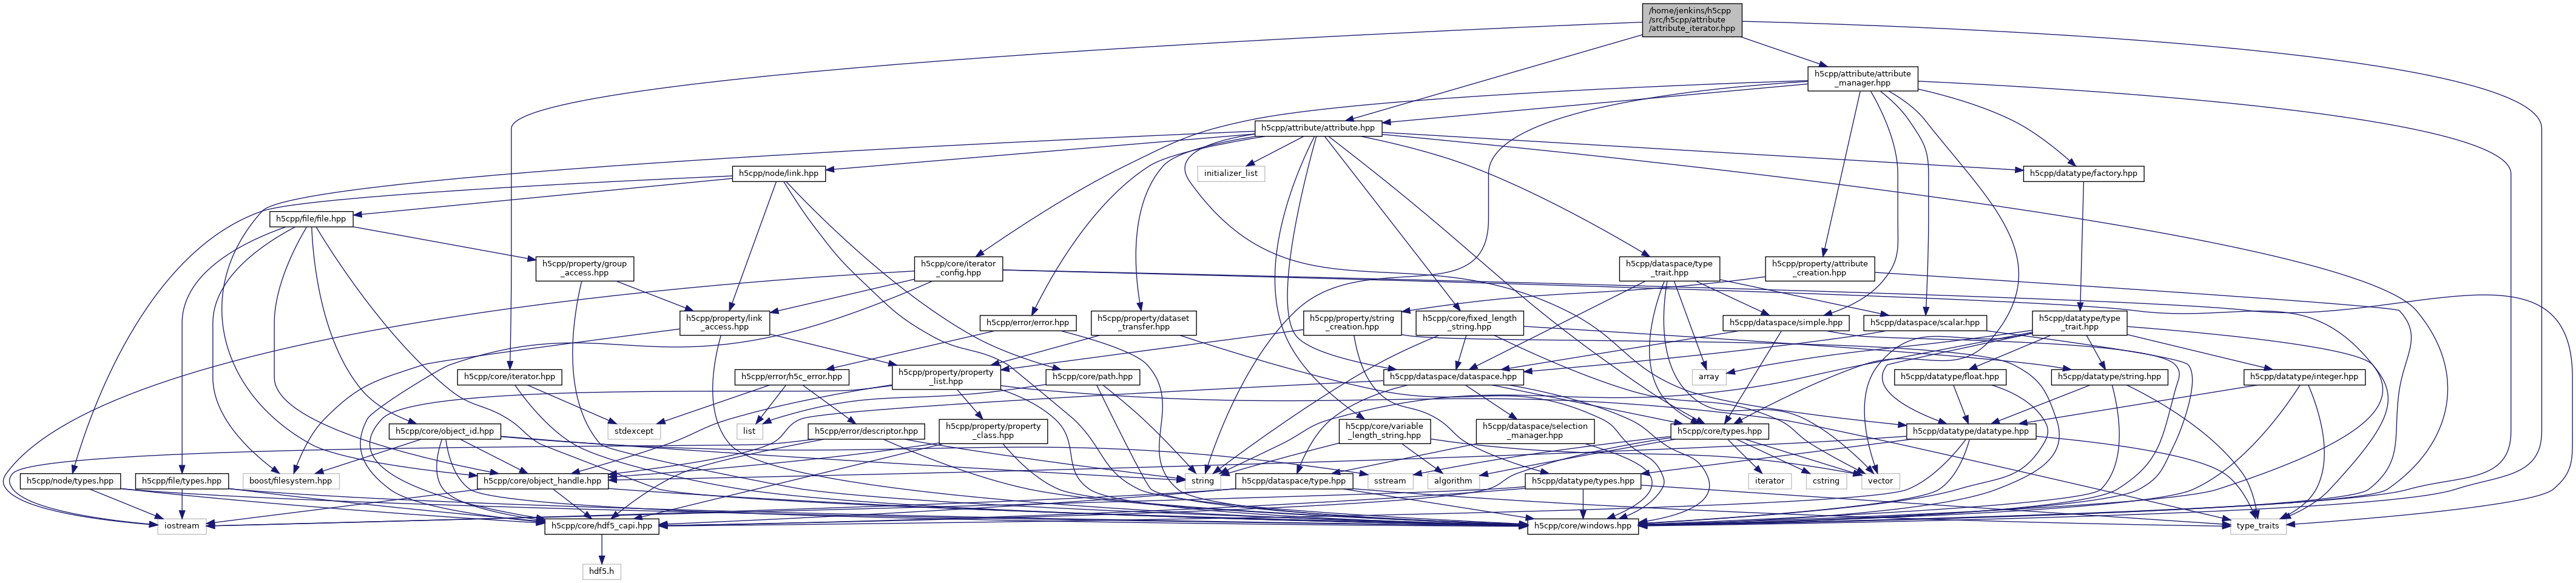 /home/jenkins/h5cpp
/src/h5cpp/attribute
/attribute_iterator.hpp
h5cpp/attribute/attribute
_manager.hpp
h5cpp/attribute/attribute.hpp
h5cpp/node/link.hpp
initializer_list
h5cpp/datatype/factory.hpp
h5cpp/file/file.hpp
h5cpp/property/group
_access.hpp
h5cpp/core/iterator
_config.hpp
h5cpp/dataspace/type
_trait.hpp
h5cpp/property/attribute
_creation.hpp
h5cpp/property/link
_access.hpp
h5cpp/error/error.hpp
h5cpp/property/dataset
_transfer.hpp
h5cpp/property/string
_creation.hpp
h5cpp/core/fixed_length
_string.hpp
h5cpp/dataspace/simple.hpp
h5cpp/dataspace/scalar.hpp
h5cpp/datatype/type
_trait.hpp
h5cpp/core/iterator.hpp
h5cpp/error/h5c_error.hpp
h5cpp/property/property
_list.hpp
h5cpp/core/path.hpp
h5cpp/dataspace/dataspace.hpp
array
h5cpp/datatype/float.hpp
h5cpp/datatype/string.hpp
h5cpp/datatype/integer.hpp
h5cpp/core/object_id.hpp
stdexcept
list
h5cpp/error/descriptor.hpp
h5cpp/property/property
_class.hpp
h5cpp/core/variable
_length_string.hpp
h5cpp/dataspace/selection
_manager.hpp
h5cpp/core/types.hpp
h5cpp/datatype/datatype.hpp
h5cpp/node/types.hpp
h5cpp/file/types.hpp
boost/filesystem.hpp
h5cpp/core/object_handle.hpp
string
h5cpp/dataspace/type.hpp
sstream
algorithm
h5cpp/datatype/types.hpp
iterator
cstring
vector
iostream
h5cpp/core/hdf5_capi.hpp
h5cpp/core/windows.hpp
type_traits
hdf5.h